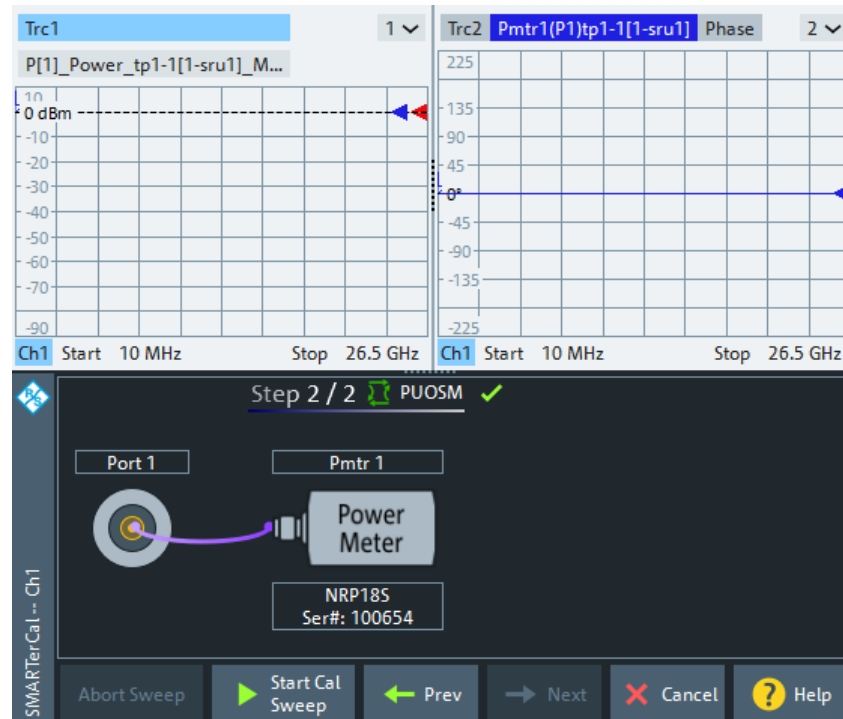 Trc1
1
P[1]_Power_tp1-1[1-sru1]_M...
10
0 dBm
-10
-20
-30
-40
-50
-60
-70
-90
Ch1 Start 10 MHz Stop 26.5 GHz
Trc2 Pmtr1(P1)tp1-1[1-sru1] Phase 2
225
135
90
45
0°
-45
-90
-135
-225
Ch1 Start 10 MHz Stop 26.5 GHz
R&S
SMARTerCal -- Ch1
Step 2 / 2 PUOSM
Port 1
Pmtr 1
Power
Meter
NRP18S
Ser#: 100654
Abort Sweep
Start Cal
Sweep
Prev
Next
Cancel
? Help